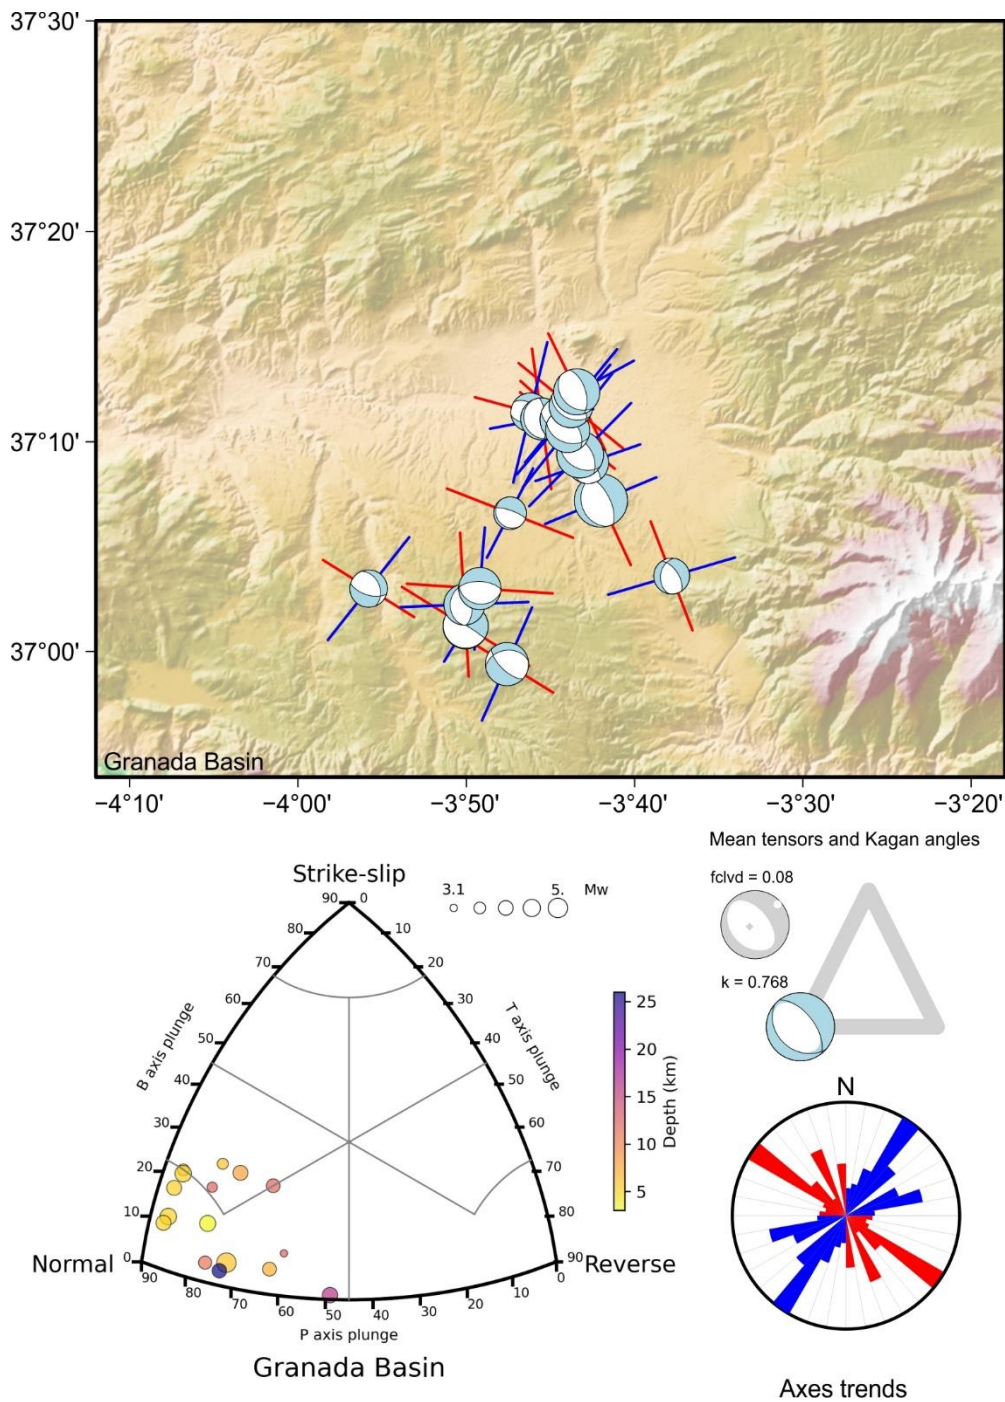 37°30'
37°20'
37°10'
37°00'
Granada Basin
−4°10' −4°00' −3°50' −3°40' −3°30' −3°20'
Mean tensors and Kagan angles
Strike-slip
3.1 5. Mw
fclvd = 0.08
90 0
80 10
70 20
k = 0.768
60 30
25
B axis plunge
T axis plunge
50 40
20
40 50
15
Depth (km)
N
30 60
10
20 70
5
10 80
Normal 0 90 Reverse
90 80 70 60 50 40 30 20 10 0
P axis plunge
Granada Basin
Axes trends